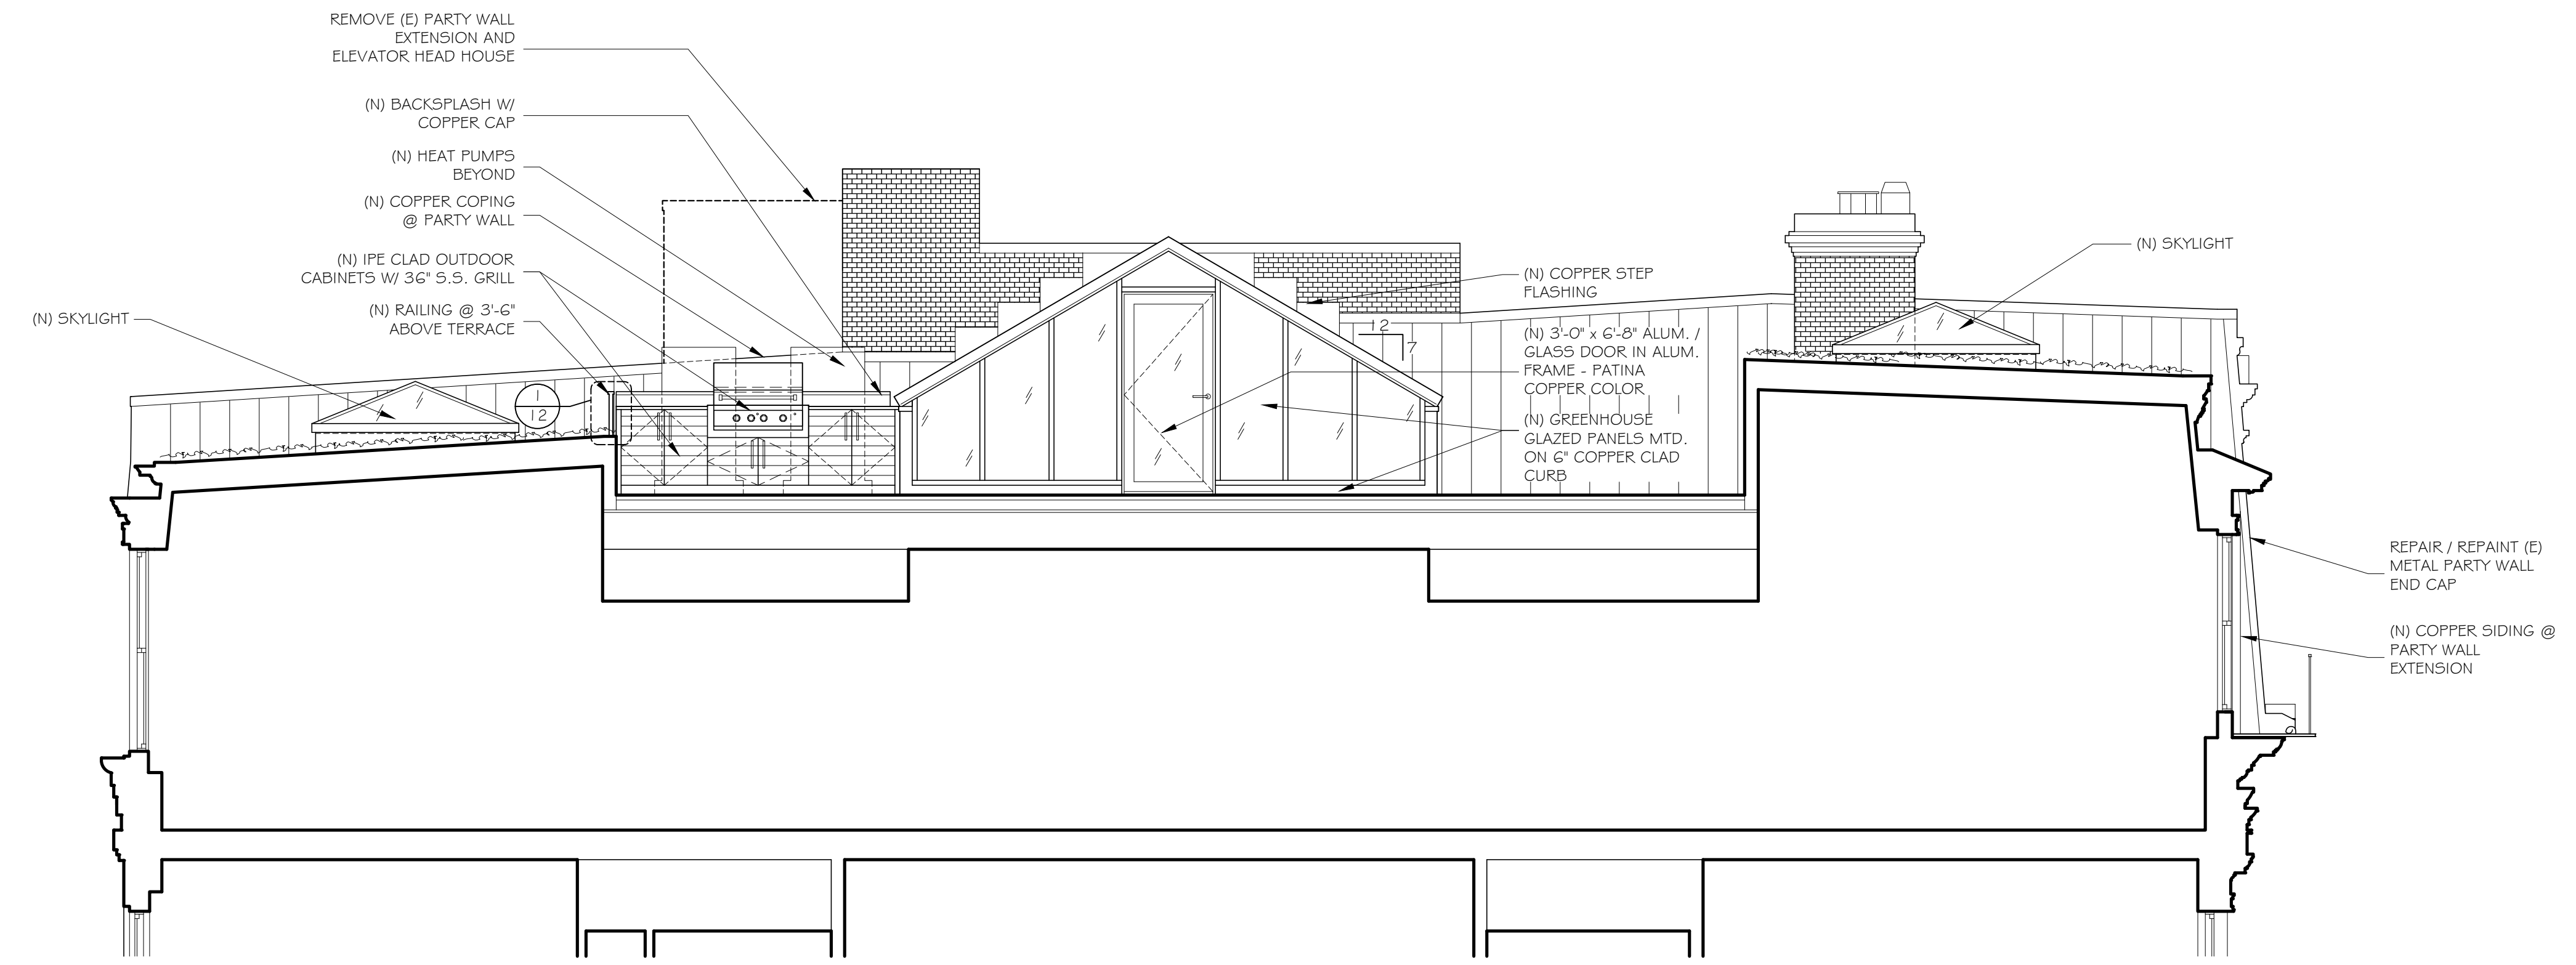 REMOVE (E) PARTY WALL
EXTENSION AND
ELEVATOR HEAD HOUSE
(N) BACKSPLASH W/
COPPER CAP
(N) HEAT PUMPS
BEYOND
(N) COPPER COPING
@ PARTY WALL
(N) IPE CLAD OUTDOOR
CABINETS W/ 36" S.S. GRILL
(N) RAILING @ 3'-6"
ABOVE TERRACE
(N) SKYLIGHT
1
12
(N) SKYLIGHT
(N) COPPER STEP
FLASHING
12
7
(N) 3'-0" x 6'-8" ALUM. /
GLASS DOOR IN ALUM.
FRAME - PATINA
COPPER COLOR
(N) GREENHOUSE
GLAZED PANELS MTD.
ON 6" COPPER CLAD
CURB
REPAIR / REPAINT (E)
METAL PARTY WALL
END CAP
(N) COPPER SIDING @
PARTY WALL
EXTENSION